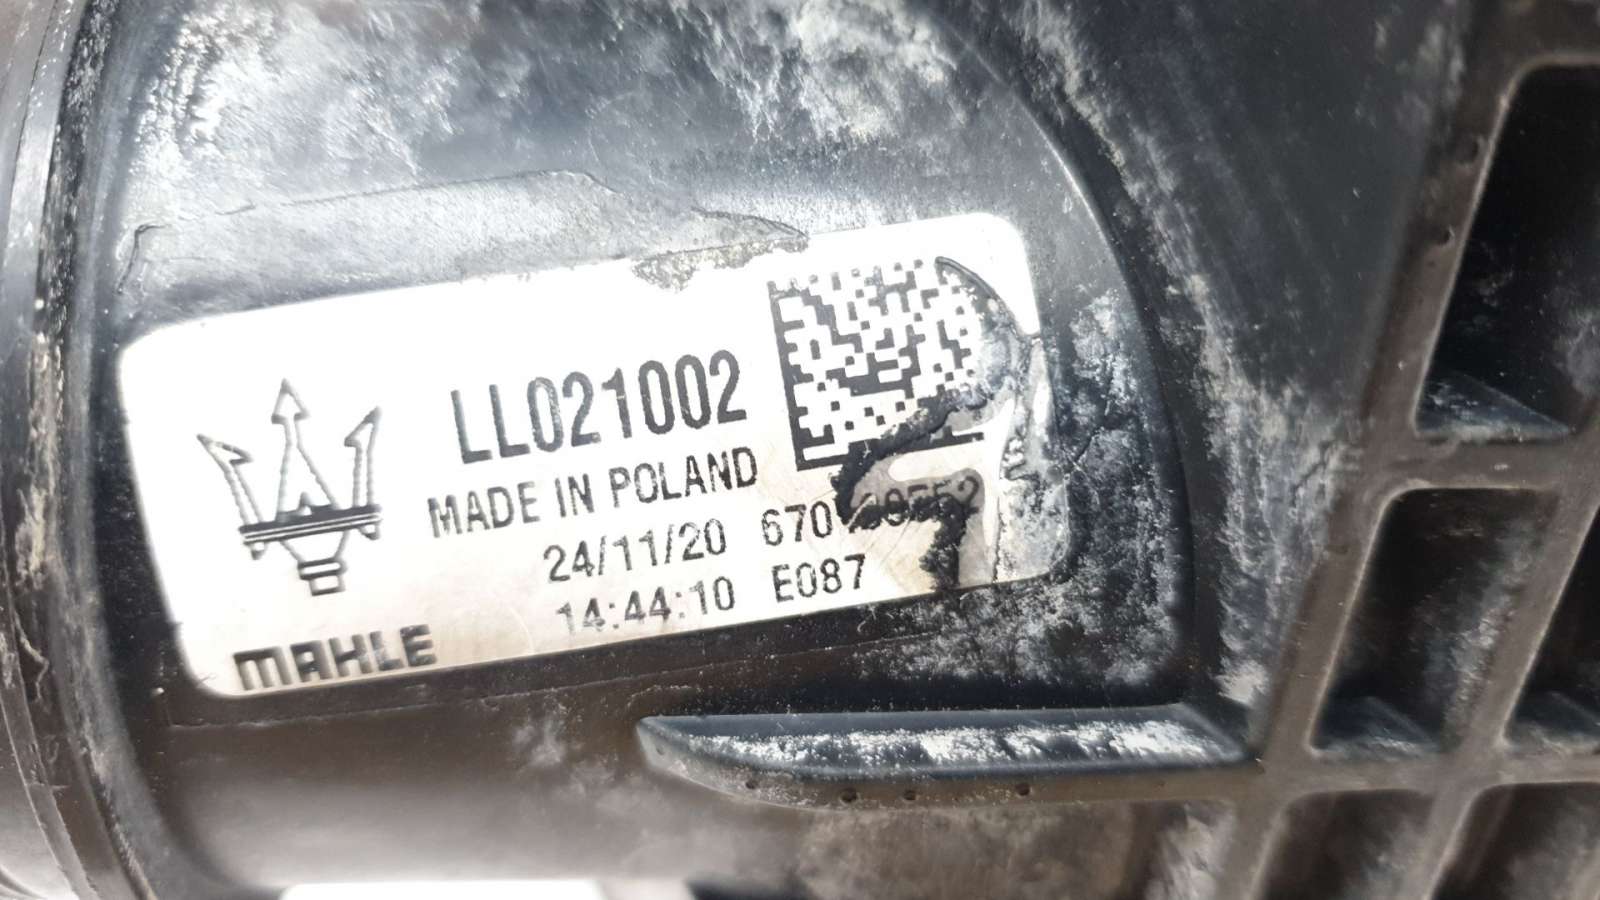 LL021002
MADE IN POLAND
24/11/20
14:44:10 E087
MAHLE